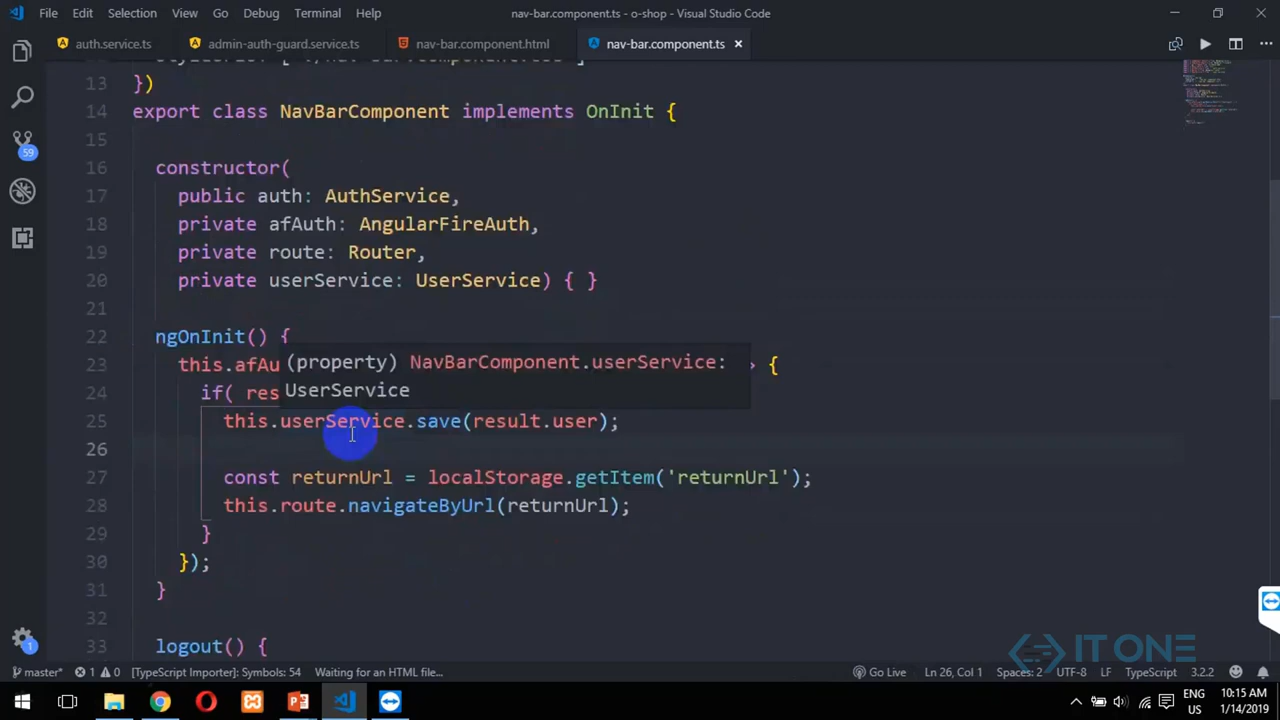 File Edit Selection View Go Debug Terminal Help
nav-bar.component.ts - o-shop - Visual Studio Code
auth.service.ts admin-auth-guard.service.ts nav-bar.component.html nav-bar.component.ts
13 })
14 export class NavBarComponent implements OnInit {
15
16 constructor(
17 public auth: AuthService,
18 private afAuth: AngularFireAuth,
19 private route: Router,
20 private userService: UserService) { }
21
22 ngOnInit() {
23 this.afAu > {
(property) NavBarComponent.userService:
UserService
24 if( res
25 this.userService.save(result.user);
26
27 const returnUrl = localStorage.getItem('returnUrl');
28 this.route.navigateByUrl(returnUrl);
29 }
30 });
31 }
32
33 logout() {
59
1
IT ONE
master* 1 0 [TypeScript Importer]: Symbols: 54 Waiting for an HTML file... Go Live Ln 26, Col 1 Spaces: 2 UTF-8 LF TypeScript 3.2.2
ENG 10:15 AM
US 1/14/2019